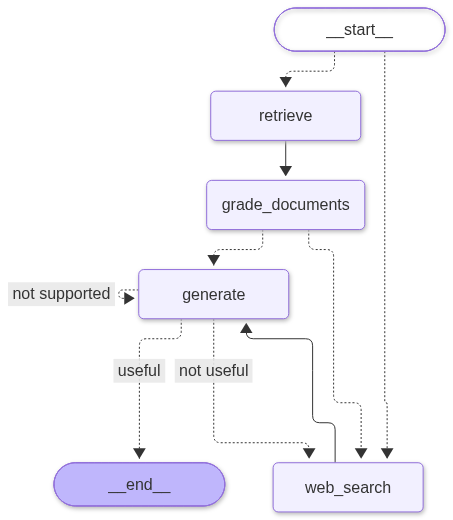 __start__
retrieve
grade_documents
generate
not supported
useful
not useful
__end__
web_search